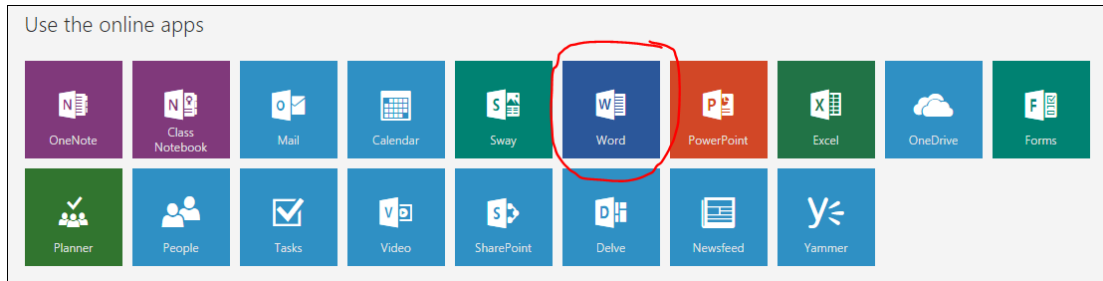 Use the online apps
OneNote
Class
Notebook
Mail
Calendar
Sway
Word
PowerPoint
Excel
OneDrive
Forms
Planner
People
Tasks
Video
SharePoint
Delve
Newsfeed
Yammer